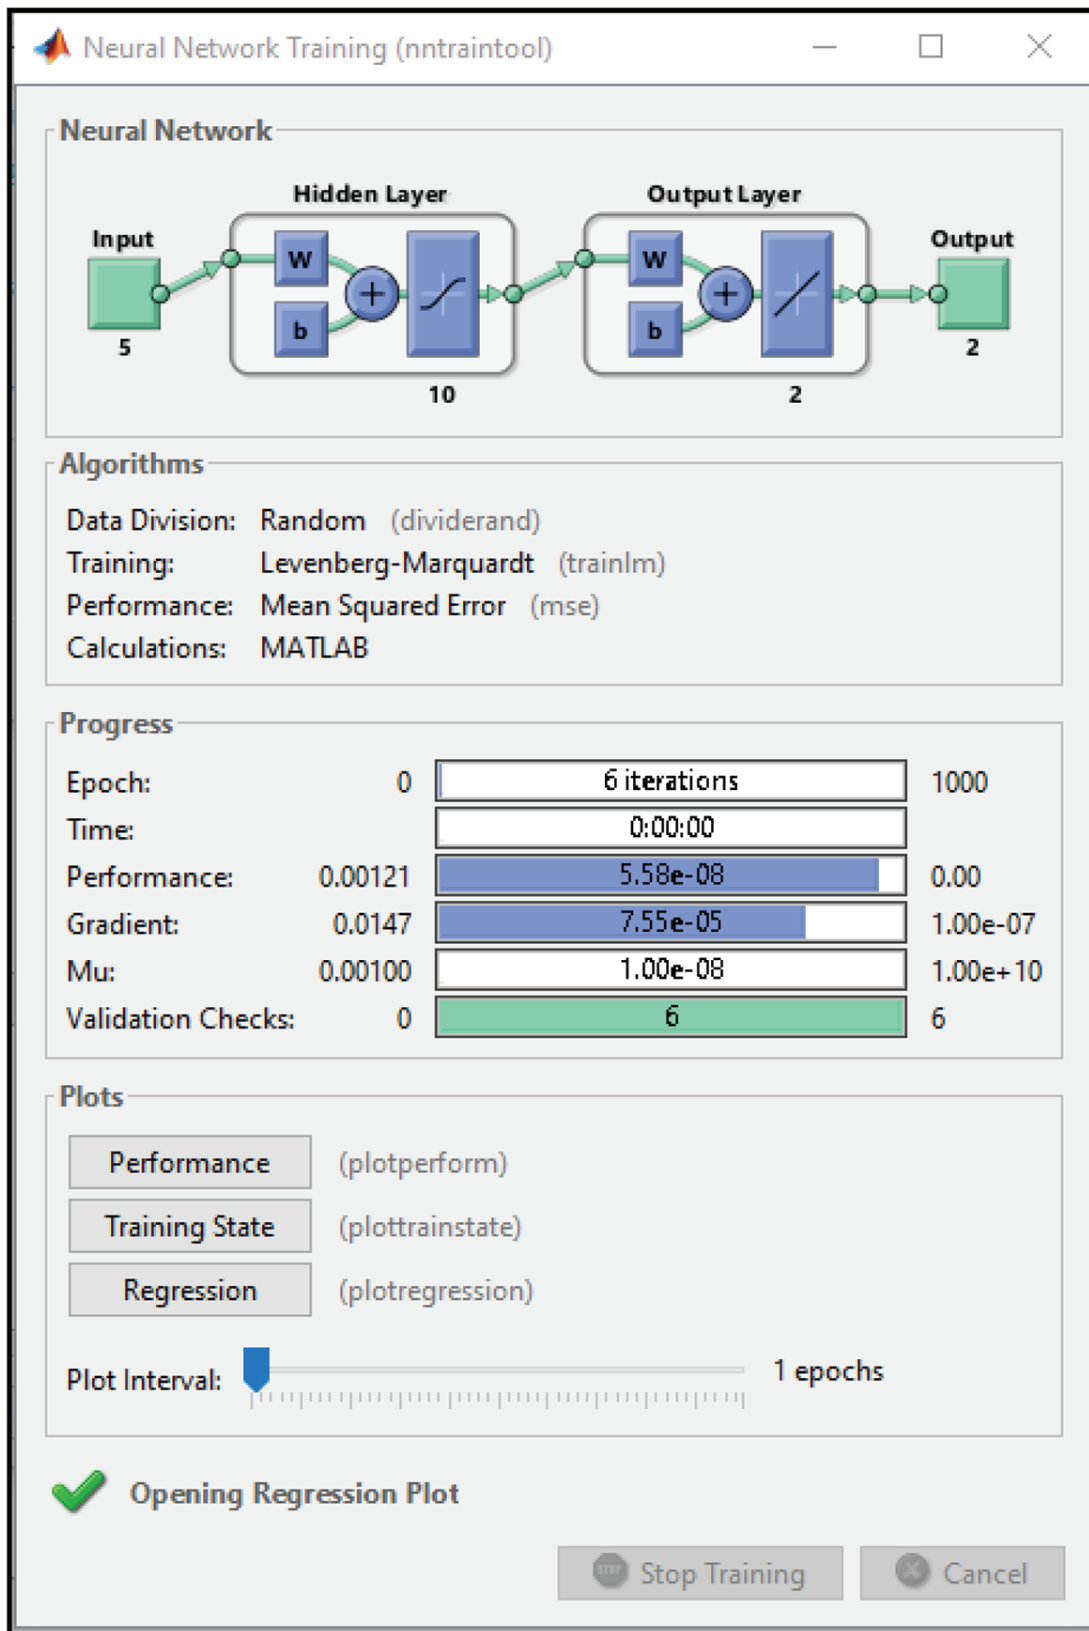 Neural Network Training (nntraintool)
Neural Network
Hidden Layer
Output Layer
Input
Output
W
b
W
b
5
10
2
2
Algorithms
Data Division: Random (dividerand)
Training: Levenberg-Marquardt (trainlm)
Performance: Mean Squared Error (mse)
Calculations: MATLAB
Progress
Epoch: 0 6 iterations 1000
Time: 0:00:00
Performance: 0.00121 5.58e-08 0.00
Gradient: 0.0147 7.55e-05 1.00e-07
Mu: 0.00100 1.00e-08 1.00e+10
Validation Checks: 0 6 6
Plots
Performance (plotperform)
Training State (plottrainstate)
Regression (plotregression)
Plot Interval: 1 epochs
Opening Regression Plot
STOP Stop Training Cancel